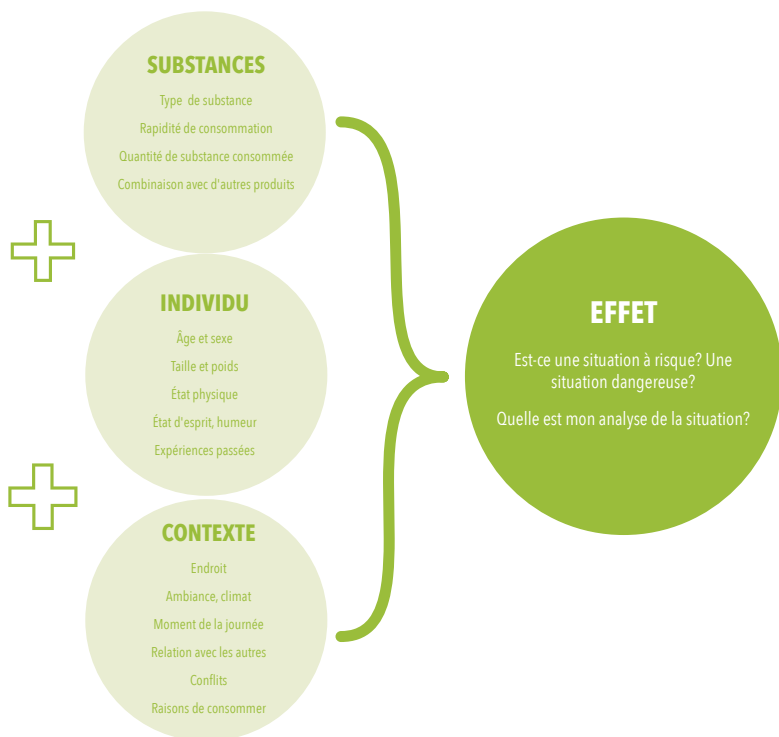 SUBSTANCES
Type de substance
Rapidité de consommation
Quantité de substance consommée
Combinaison avec d'autres produits
INDIVIDU
Âge et sexe
Taille et poids
État physique
État d'esprit, humeur
Expériences passées
CONTEXTE
Endroit
Ambiance, climat
Moment de la journée
Relation avec les autres
Conflits
Raisons de consommer
EFFET
Est-ce une situation à risque? Une
situation dangereuse?
Quelle est mon analyse de la situation?